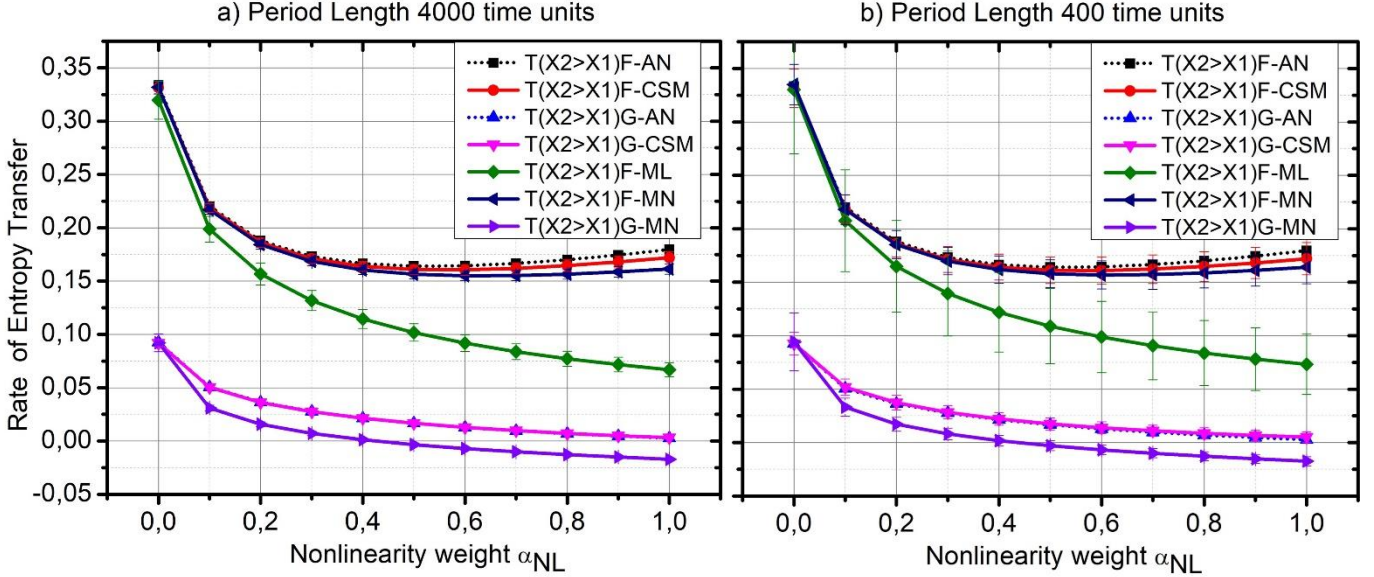 a) Period Length 4000 time units
b) Period Length 400 time units
Rate of Entropy Transfer
0,35
0,30
0,25
0,20
0,15
0,10
0,05
0,00
-0,05
T(X2>X1)F-AN
T(X2>X1)F-CSM
T(X2>X1)G-AN
T(X2>X1)G-CSM
T(X2>X1)F-ML
T(X2>X1)F-MN
T(X2>X1)G-MN
T(X2>X1)F-AN
T(X2>X1)F-CSM
T(X2>X1)G-AN
T(X2>X1)G-CSM
T(X2>X1)F-ML
T(X2>X1)F-MN
T(X2>X1)G-MN
0,0 0,2 0,4 0,6 0,8 1,0
0,0 0,2 0,4 0,6 0,8 1,0
Nonlinearity weight αNL
Nonlinearity weight αNL